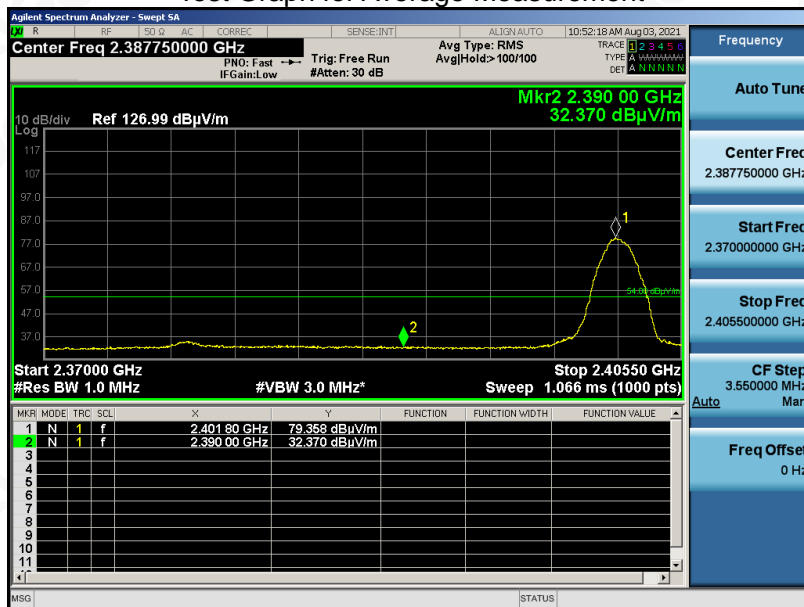 Test Graph for Average Measurement
Agilent Spectrum Analyzer - Swept SA
LXI R RF 50 Ω AC CORREC SENSE:INT ALIGN AUTO 10:52:18 AM Aug 03, 2021
Center Freq 2.387750000 GHz
PNO: Fast
IFGain:Low
Trig: Free Run
#Atten: 30 dB
Avg Type: RMS
Avg|Hold:>100/100
TRACE 1 2 3 4 5 6
TYPE A WWWWW
DET A N N N N N
Mkr2 2.390 00 GHz
32.370 dBµV/m
10 dB/div Ref 126.99 dBµV/m
Log
117
107
97.0
87.0
77.0
67.0
57.0
47.0
37.0
1
54.00 dBµV/m
2
Start 2.37000 GHz Stop 2.40550 GHz
#Res BW 1.0 MHz #VBW 3.0 MHz* Sweep 1.066 ms (1000 pts)
MKR MODE TRC SCL X Y FUNCTION FUNCTION WIDTH FUNCTION VALUE
1 N 1 f 2.401 80 GHz 79.358 dBµV/m
2 N 1 f 2.390 00 GHz 32.370 dBµV/m
3
4
5
6
7
8
9
10
11
MSG STATUS
Frequency
Auto Tune
Center Freq
2.387750000 GHz
Start Freq
2.370000000 GHz
Stop Freq
2.405500000 GHz
CF Step
3.550000 MHz
Auto Man
Freq Offset
0 Hz